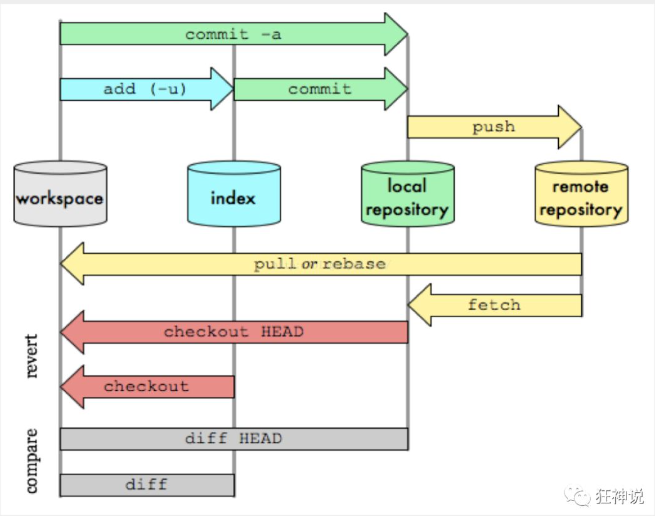 commit -a
add (-u)
commit
push
workspace
index
local
repository
remote
repository
pull or rebase
fetch
revert
checkout HEAD
checkout
compare
diff HEAD
diff
狂神说